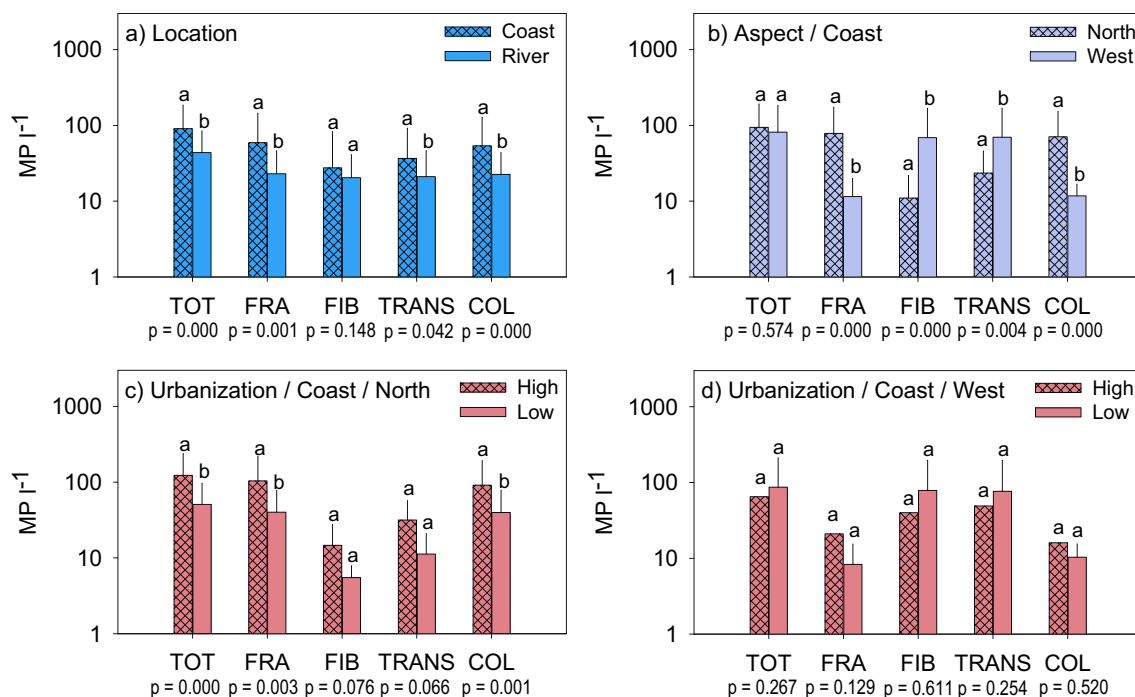 a) Location
Coast
River
1000
100
10
1
MP l-1
a b a b a a a b a b
TOT FRA FIB TRANS COL
p = 0.000 p = 0.001 p = 0.148 p = 0.042 p = 0.000
b) Aspect / Coast
North
West
1000
100
10
1
MP l-1
a a a b a b a b a b
TOT FRA FIB TRANS COL
p = 0.574 p = 0.000 p = 0.000 p = 0.004 p = 0.000
c) Urbanization / Coast / North
High
Low
1000
100
10
1
MP l-1
a b a b a a a a a b
TOT FRA FIB TRANS COL
p = 0.000 p = 0.003 p = 0.076 p = 0.066 p = 0.001
d) Urbanization / Coast / West
High
Low
1000
100
10
1
MP l-1
a a a a a a a a a a
TOT FRA FIB TRANS COL
p = 0.267 p = 0.129 p = 0.611 p = 0.254 p = 0.520